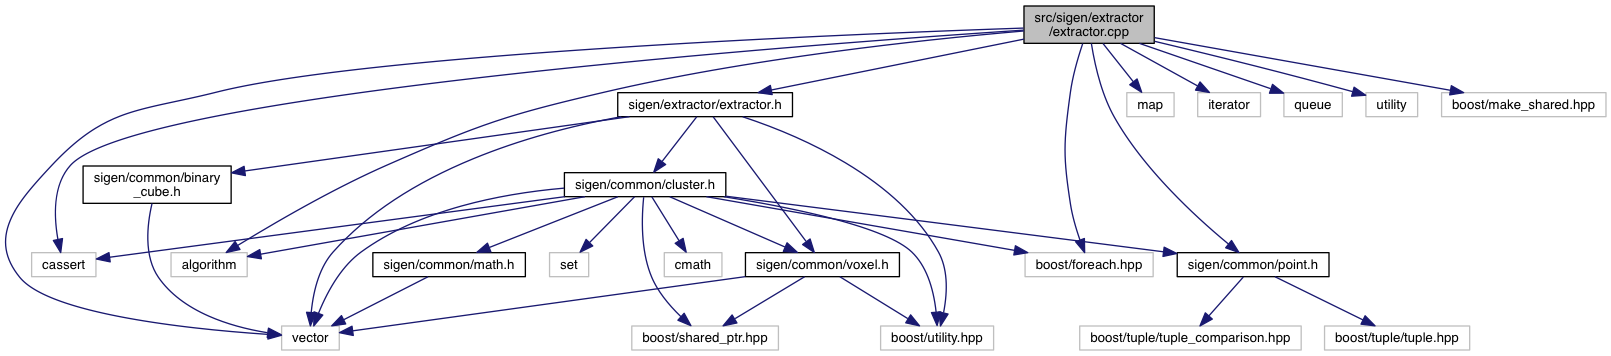 src/sigen/extractor
/extractor.cpp
sigen/extractor/extractor.h
map
iterator
queue
utility
boost/make_shared.hpp
sigen/common/binary
_cube.h
sigen/common/cluster.h
cassert
algorithm
sigen/common/math.h
set
cmath
sigen/common/voxel.h
boost/foreach.hpp
sigen/common/point.h
vector
boost/shared_ptr.hpp
boost/utility.hpp
boost/tuple/tuple_comparison.hpp
boost/tuple/tuple.hpp